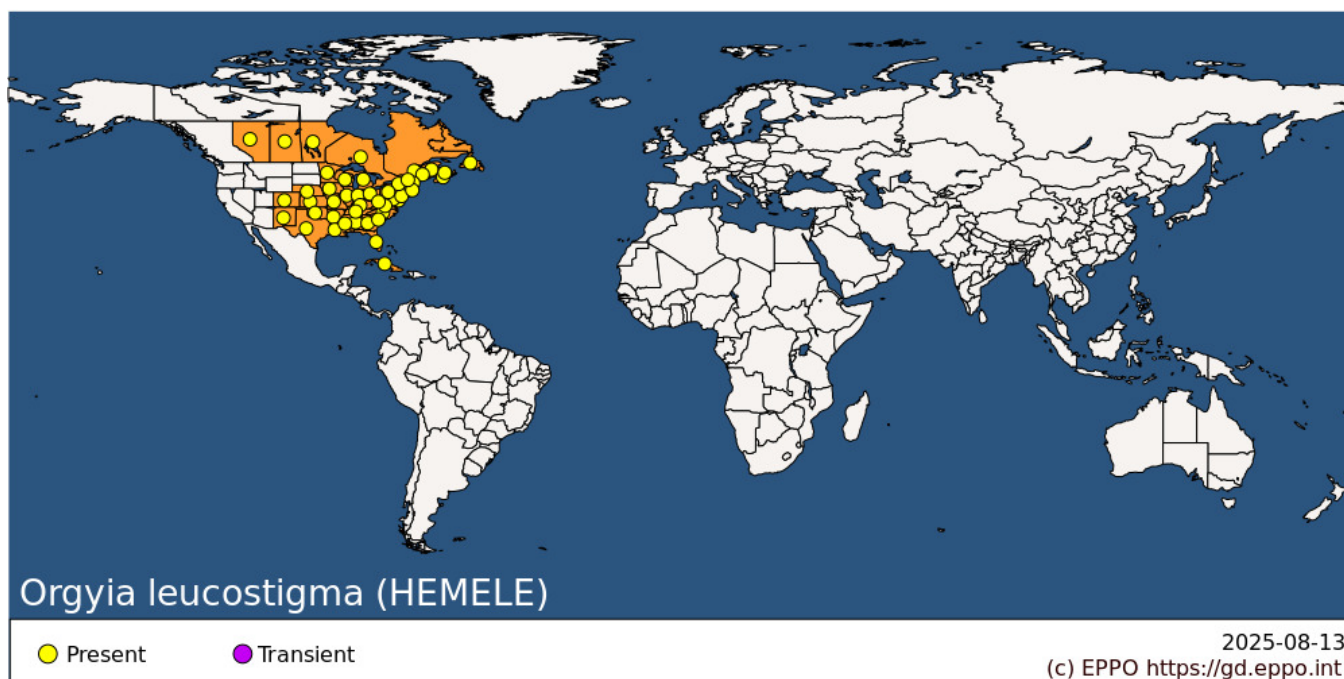 Orgyia leucostigma (HEMELE)
Present
Transient
2025-08-13
(c) EPPO https://gd.eppo.int